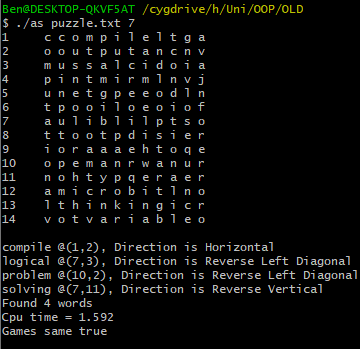 Ben@DESKTOP-QKVF5AT /cygdrive/h/Uni/OOP/OLD
$ ./as puzzle.txt 7
1 c c o m p i l e l t g a
2 o o u t p u t a n c n v
3 m u s s a l c i d o i a
4 p i n t m i r m l n v j
5 u n e t g p e e o d l n
6 t p o o i l o e o i o f
7 a u l i b l i l p t s o
8 t t o o t p d i s i e r
9 i o r a a a e h t o q e
10 o p e m a n r w a n u r
11 n o h t y p q e r a e r
12 a m i c r o b i t l n o
13 l t h i n k i n g i c r
14 v o t v a r i a b l e o
compile @(1,2), Direction is Horizontal
logical @(7,3), Direction is Reverse Left Diagonal
problem @(10,2), Direction is Reverse Left Diagonal
solving @(7,11), Direction is Reverse Vertical
Found 4 words
Cpu time = 1.592
Games same true